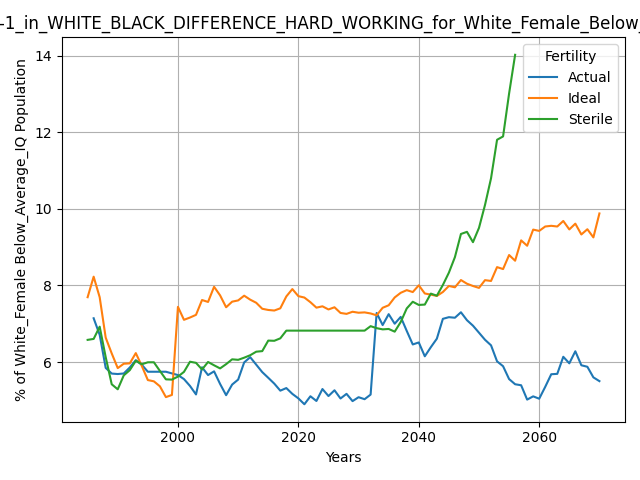 -1_in_WHITE_BLACK_DIFFERENCE_HARD_WORKING_for_White_Female_Below_
% of White_Female Below_Average_IQ Population
14
12
10
8
6
2000
2020
2040
2060
Years
Fertility
Actual
Ideal
Sterile